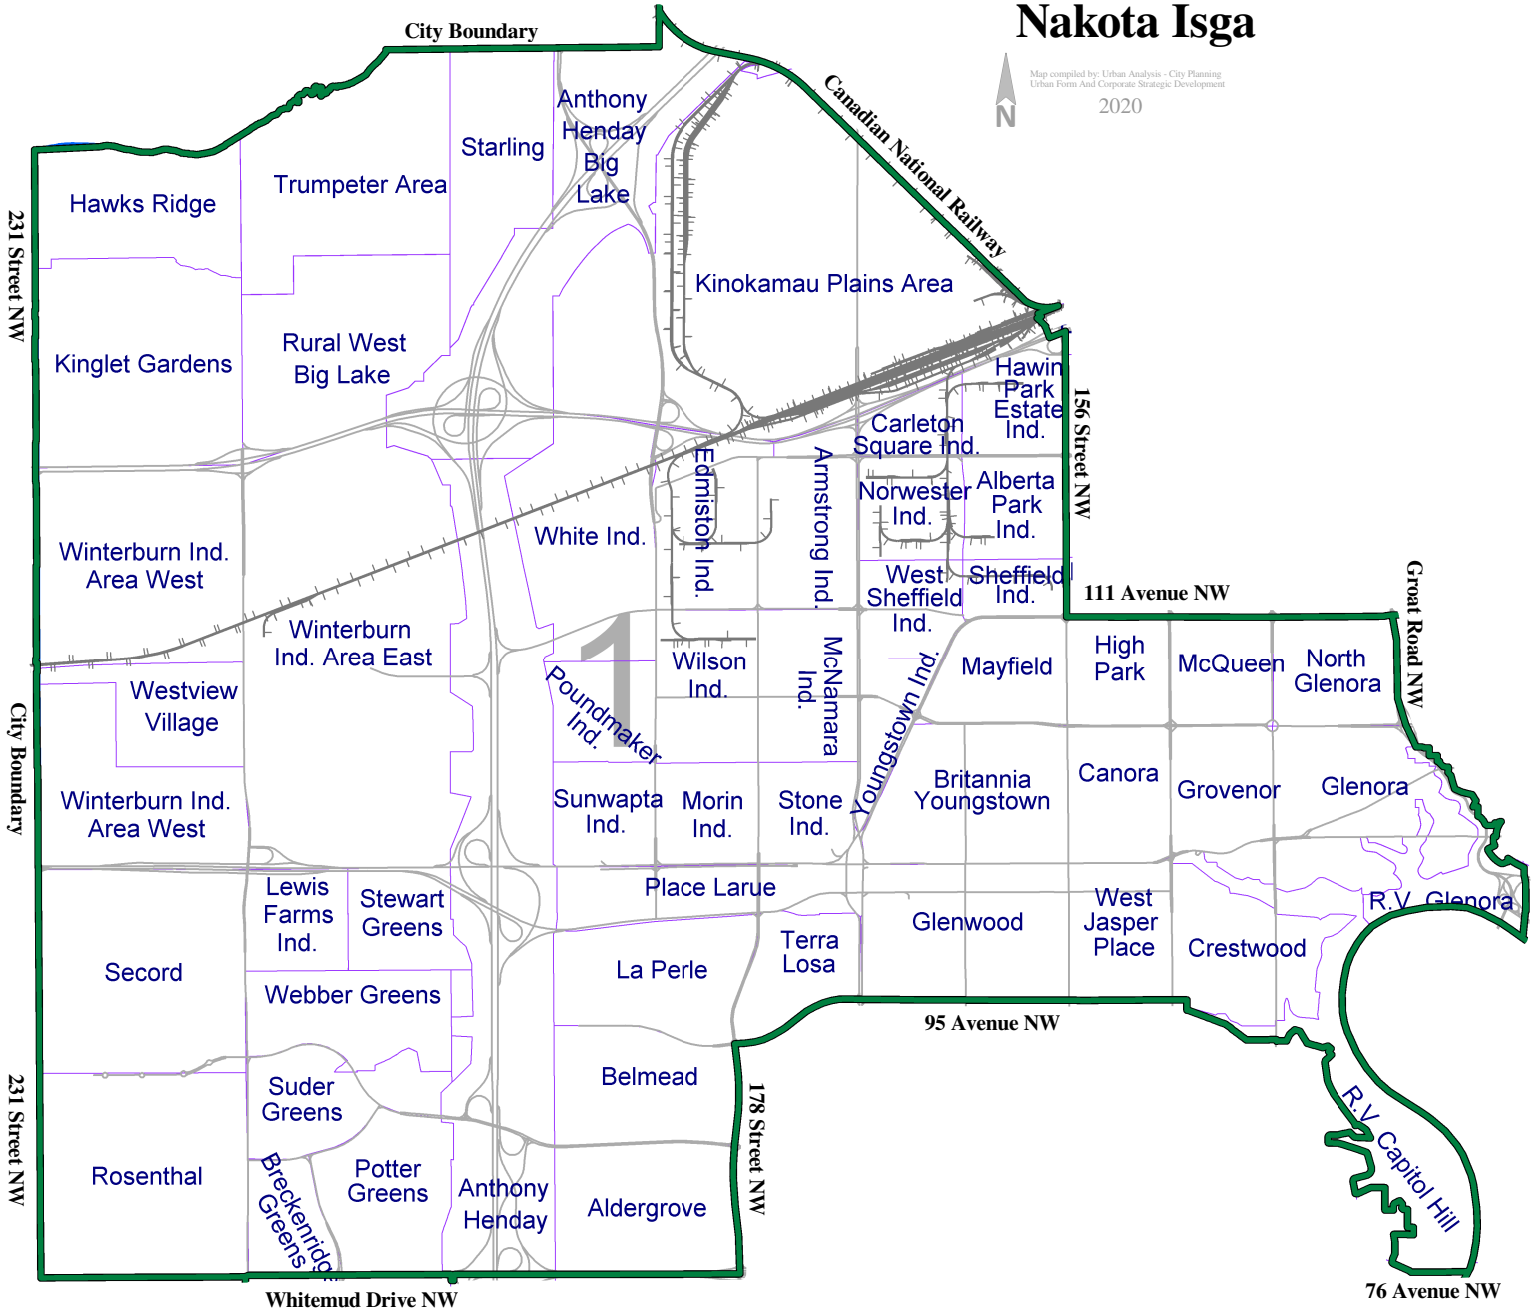 Nakota Isga
City Boundary
Map compiled by: Urban Analysis - City Planning
Urban Form And Corporate Strategic Development
2020
N
Canadian National Railway
Anthony
Henday
Big
Lake
Starling
Trumpeter Area
Hawks Ridge
231 Street NW
Kinokamau Plains Area
Kinglet Gardens
Rural West
Big Lake
Hawin
Park
Estate
Ind.
156 Street NW
Carleton
Square Ind.
Edmiston Ind.
Armstrong Ind.
Norwester
Ind.
Alberta
Park
Ind.
White Ind.
Winterburn Ind.
Area West
West
Sheffield
Ind.
Sheffield
Ind.
111 Avenue NW
Groat Road NW
Winterburn
Ind. Area East
1
Wilson
Ind.
McNamara
Ind.
Youngstown Ind.
Mayfield
High
Park
McQueen
North
Glenora
Westview
Village
Poundmaker
Ind.
City Boundary
Winterburn Ind.
Area West
Sunwapta
Ind.
Morin
Ind.
Stone
Ind.
Britannia
Youngstown
Canora
Grovenor
Glenora
Lewis
Farms
Ind.
Stewart
Greens
Place Larue
Glenwood
West
Jasper
Place
R.V. Glenora
Terra
Losa
Crestwood
Secord
La Perle
Webber Greens
95 Avenue NW
231 Street NW
Suder
Greens
Belmead
178 Street NW
R.V. Capitol Hill
Rosenthal
Breckenridg
Greens
Potter
Greens
Anthony
Henday
Aldergrove
Whitemud Drive NW
76 Avenue NW